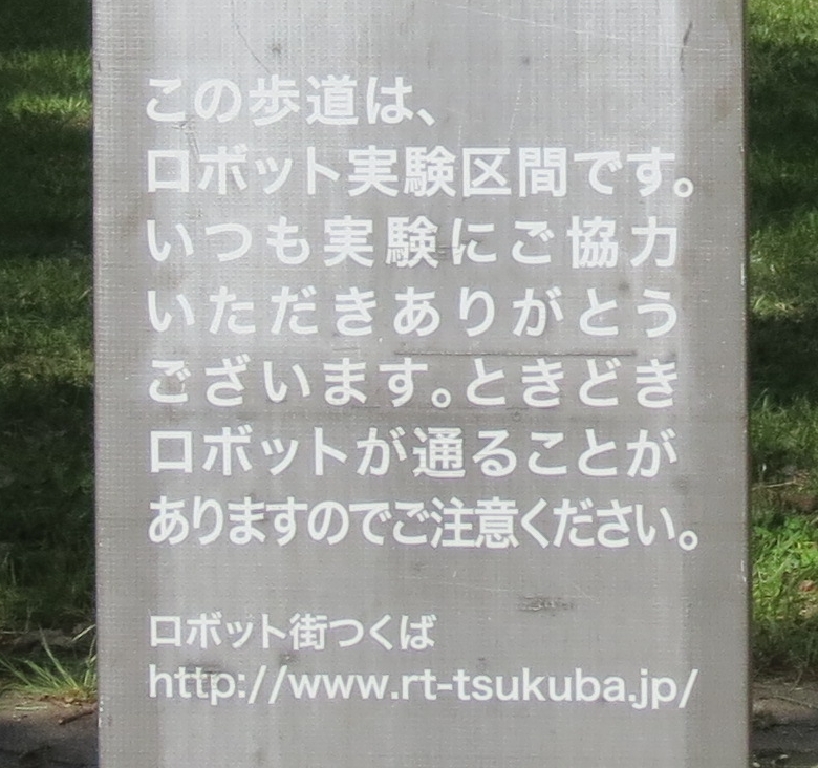 この歩道は、
ロボット実験区間です。
いつも実験にご協力
いただきありがとう
ございます。ときどき
ロボットが通ることが
ありますのでご注意ください。
ロボット街つくば
http://www.rt-tsukuba.jp/